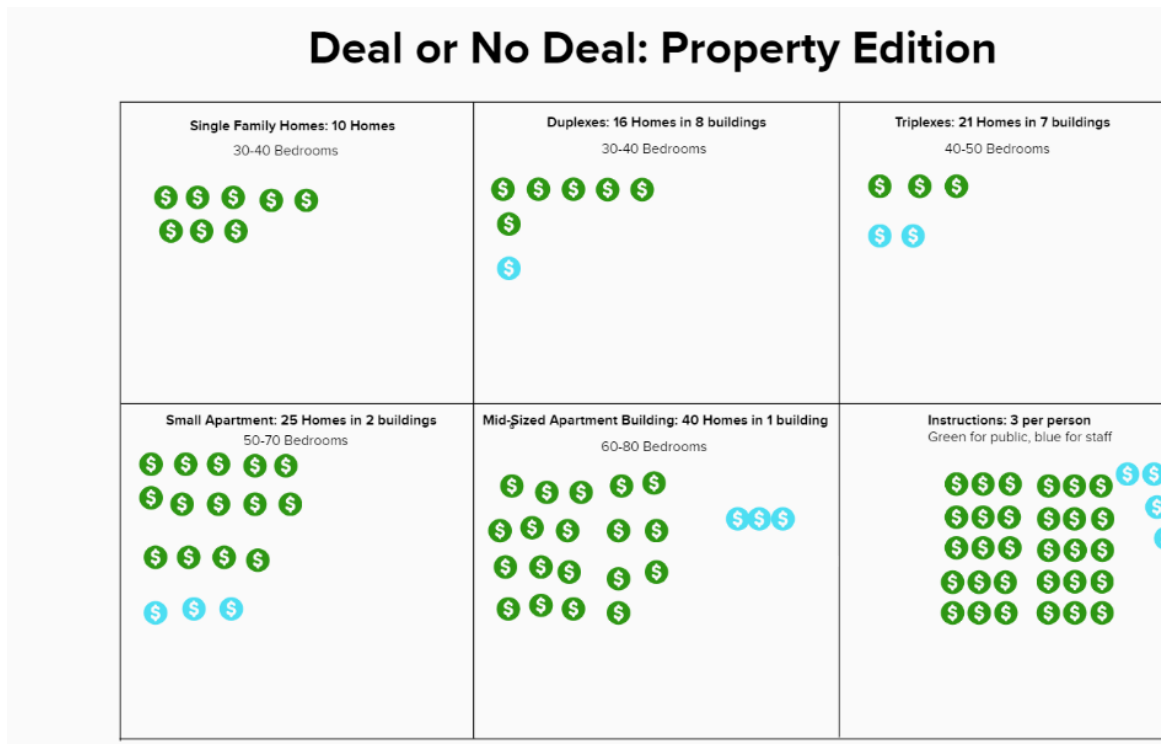 Deal or No Deal: Property Edition
Single Family Homes: 10 Homes
30-40 Bedrooms
$ $ $ $ $
$ $ $
Duplexes: 16 Homes in 8 buildings
30-40 Bedrooms
$ $ $ $ $
$
$
Triplexes: 21 Homes in 7 buildings
40-50 Bedrooms
$ $ $
$ $
Small Apartment: 25 Homes in 2 buildings
50-70 Bedrooms
$ $ $ $ $
$ $ $ $ $
$ $ $ $
$ $ $
Mid-Sized Apartment Building: 40 Homes in 1 building
60-80 Bedrooms
$ $ $ $ $
$ $ $ $ $ $ $ $
$ $ $ $ $
$ $ $ $
Instructions: 3 per person
Green for public, blue for staff
$ $ $ $ $ $ $ $
$ $ $ $ $ $ $
$ $ $ $ $ $
$ $ $ $ $ $
$ $ $ $ $ $